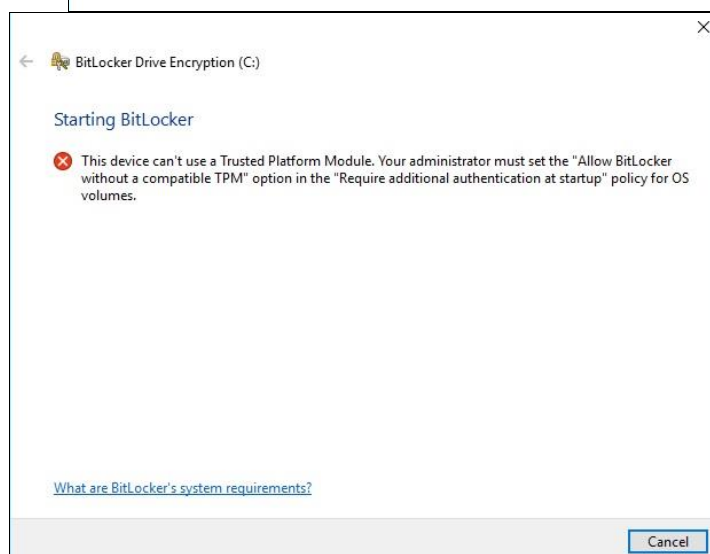 BitLocker Drive Encryption (C:)
Starting BitLocker
This device can't use a Trusted Platform Module. Your administrator must set the "Allow BitLocker
without a compatible TPM" option in the "Require additional authentication at startup" policy for OS
volumes.
What are BitLocker's system requirements?
Cancel